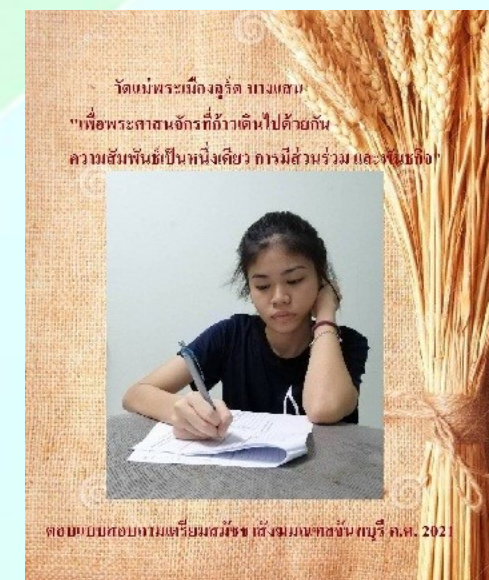 วัดแม่พระเมืองลูร์ด บางแสน
"เพื่อพระศาสนจักรที่ก้าวเดินไปด้วยกัน
ความสัมพันธ์เป็นหนึ่งเดียว การมีส่วนร่วม และพันธกิจ"
ตอบแบบสอบถามเตรียมสมัชชาสังฆมณฑลจันทบุรี ค.ศ. 2021